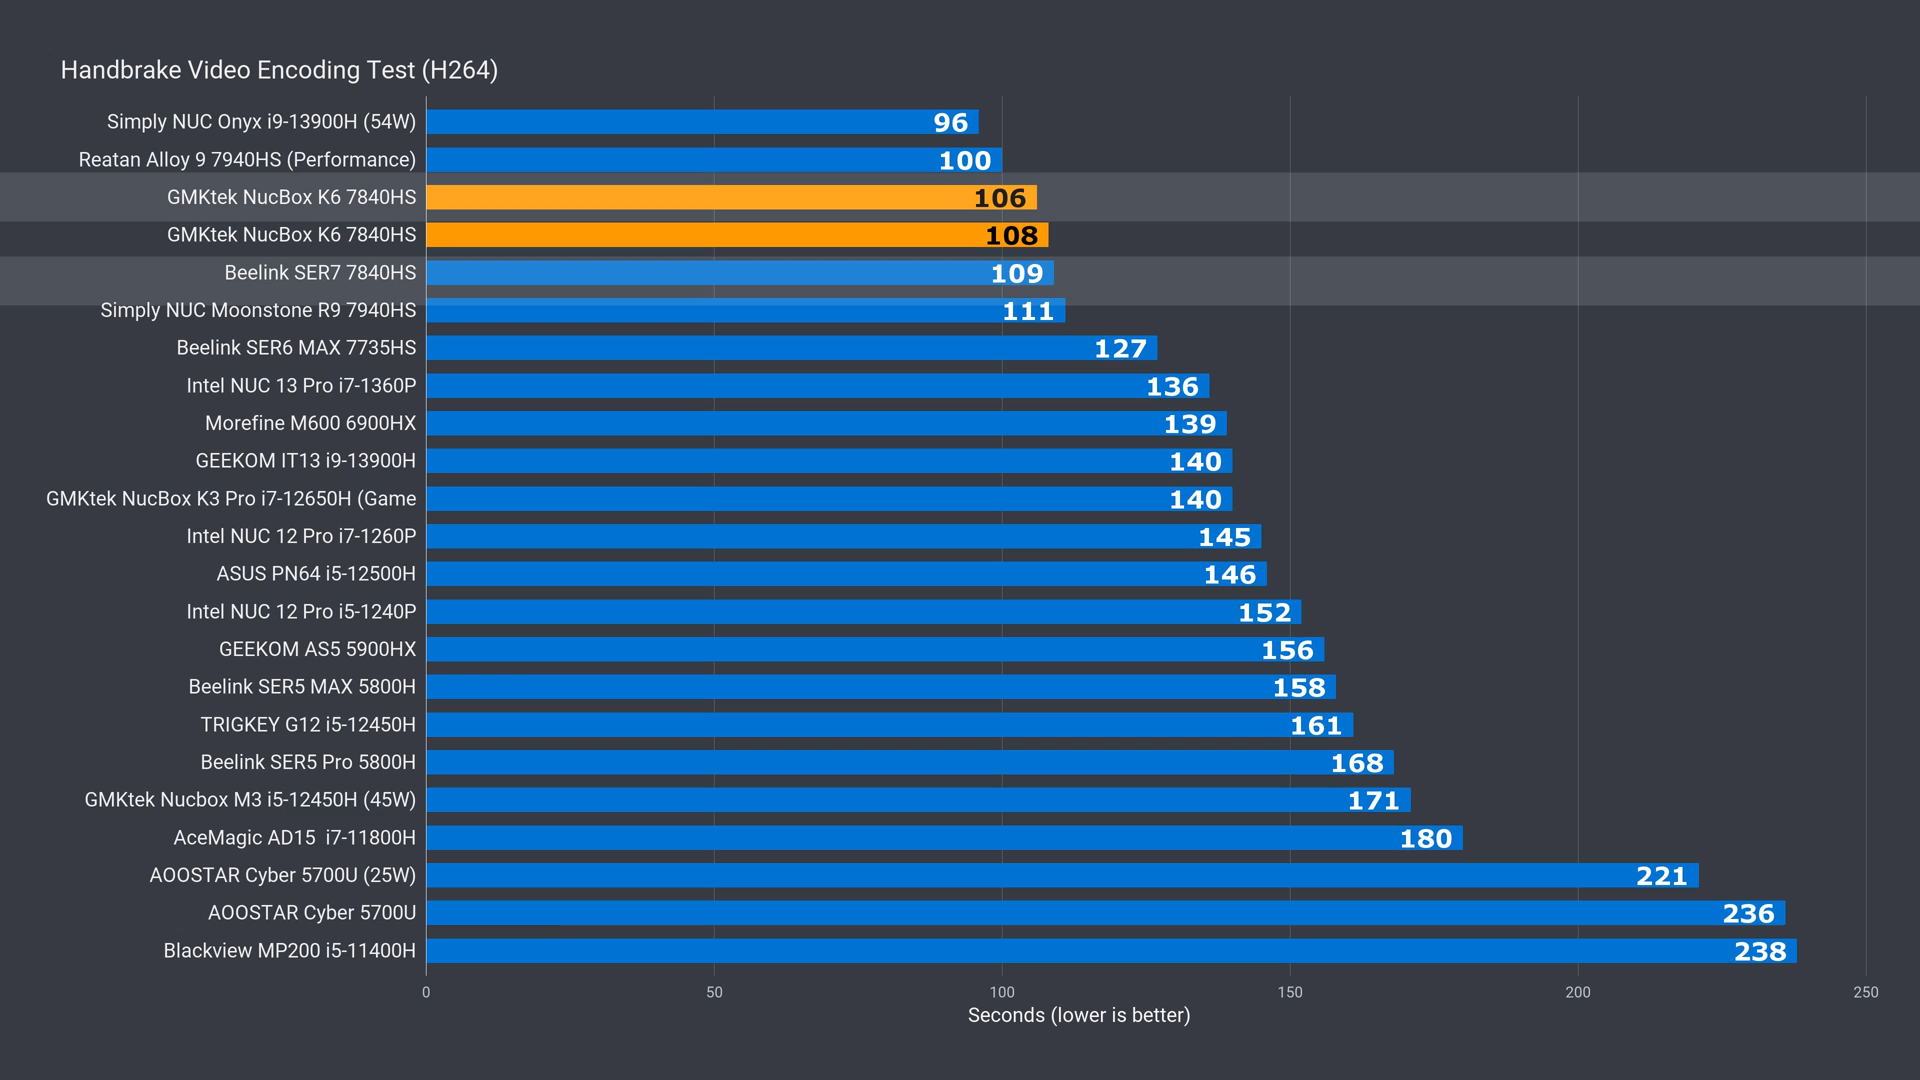 Handbrake Video Encoding Test (H264)
Simply NUC Onyx i9-13900H (54W) 96
Reatan Alloy 9 7940HS (Performance) 100
GMKtek NucBox K6 7840HS 106
GMKtek NucBox K6 7840HS 108
Beelink SER7 7840HS 109
Simply NUC Moonstone R9 7940HS 111
Beelink SER6 MAX 7735HS 127
Intel NUC 13 Pro i7-1360P 136
Morefine M600 6900HX 139
GEEKOM IT13 i9-13900H 140
GMKtek NucBox K3 Pro i7-12650H (Game 140
Intel NUC 12 Pro i7-1260P 145
ASUS PN64 i5-12500H 146
Intel NUC 12 Pro i5-1240P 152
GEEKOM AS5 5900HX 156
Beelink SER5 MAX 5800H 158
TRIGKEY G12 i5-12450H 161
Beelink SER5 Pro 5800H 168
GMKtek Nucbox M3 i5-12450H (45W) 171
AceMagic AD15  i7-11800H 180
AOOSTAR Cyber 5700U (25W) 221
AOOSTAR Cyber 5700U 236
Blackview MP200 i5-11400H 238
0 50 100 150 200 250
Seconds (lower is better)